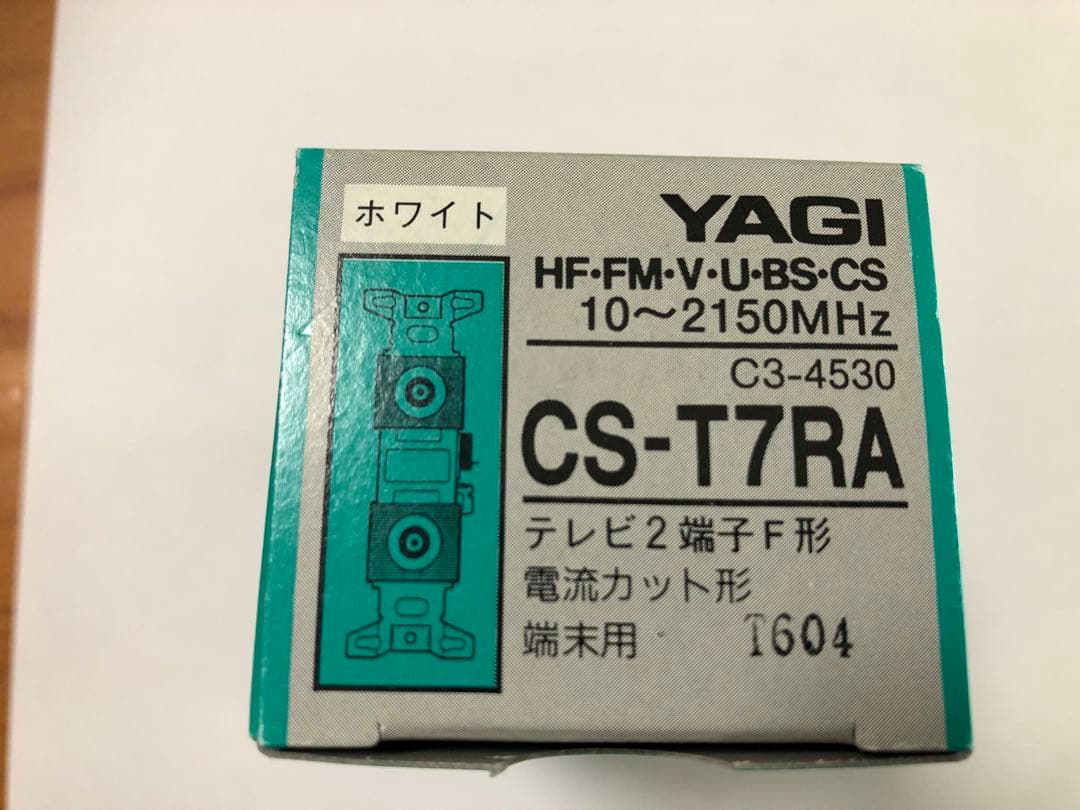 ホワイト
YAGI
HF・FM・V・U・BS・CS
10〜2150MHz
C3-4530
CS-T7RA
テレビ2端子F形
電流カット形
端末用 T604